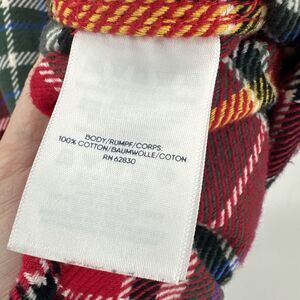 BODY/RUMPF/CORPS:
100% COTTON/BAUMWOLLE/COTON
RN 62830